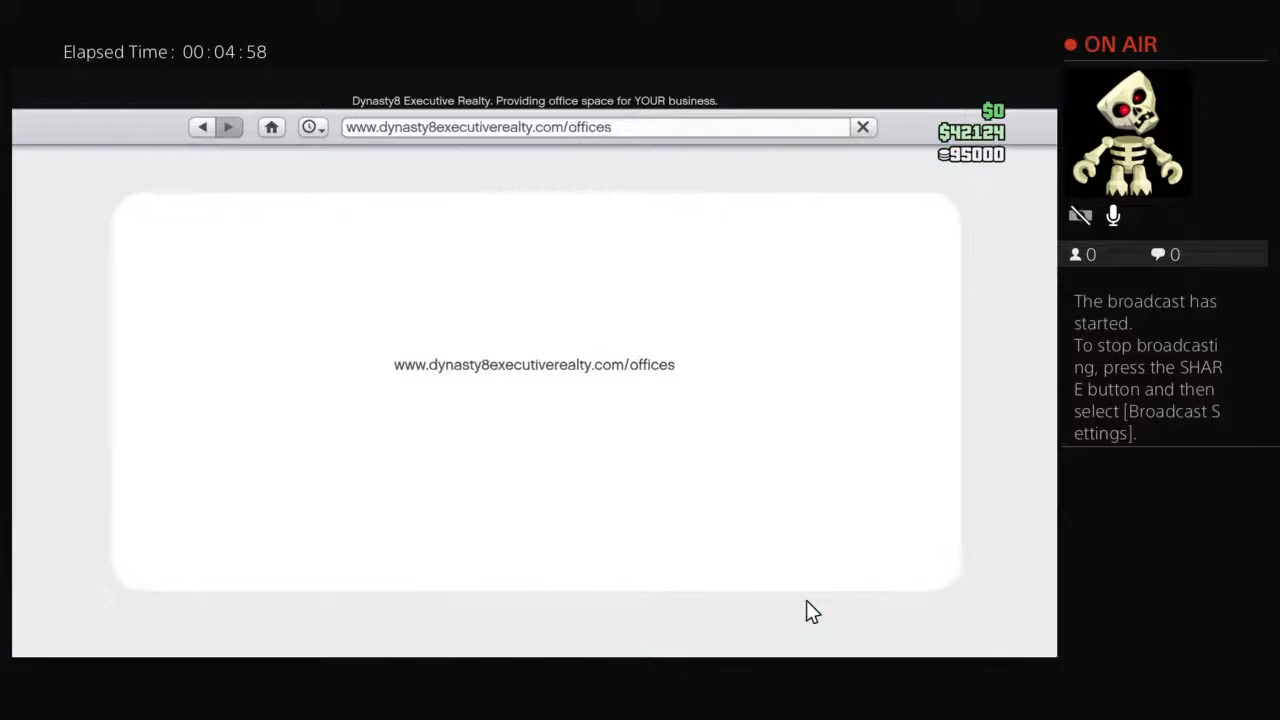 Elapsed Time: 00:04:58
ON AIR
Dynasty8 Executive Realty. Providing office space for YOUR business.
$0
www.dynasty8executiverealty.com/offices
$42124
95000
www.dynasty8executiverealty.com/offices
0
0
The broadcast has
started.
To stop broadcasti
ng, press the SHAR
E button and then
select [Broadcast S
ettings].